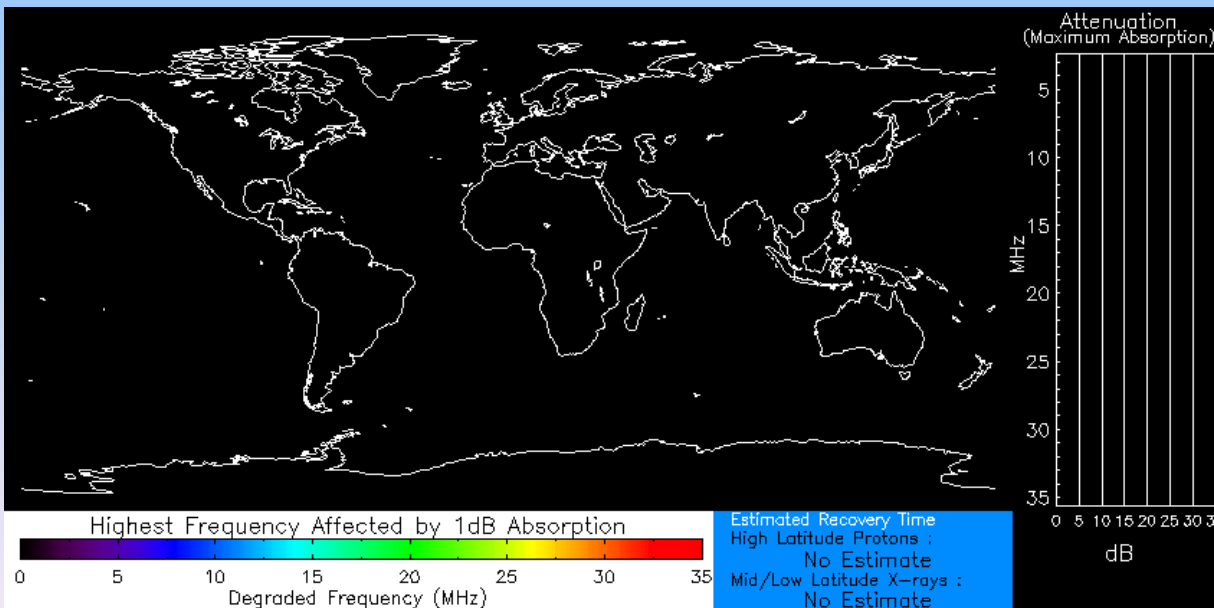 Attenuation
(Maximum Absorption)
5
10
15
20
25
30
35
MHz
0 5 10 15 20 25 30
dB
Highest Frequency Affected by 1dB Absorption
0 5 10 15 20 25 30 35
Degraded Frequency (MHz)
Estimated Recovery Time
High Latitude Protons :
No Estimate
Mid/Low Latitude X-rays :
No Estimate